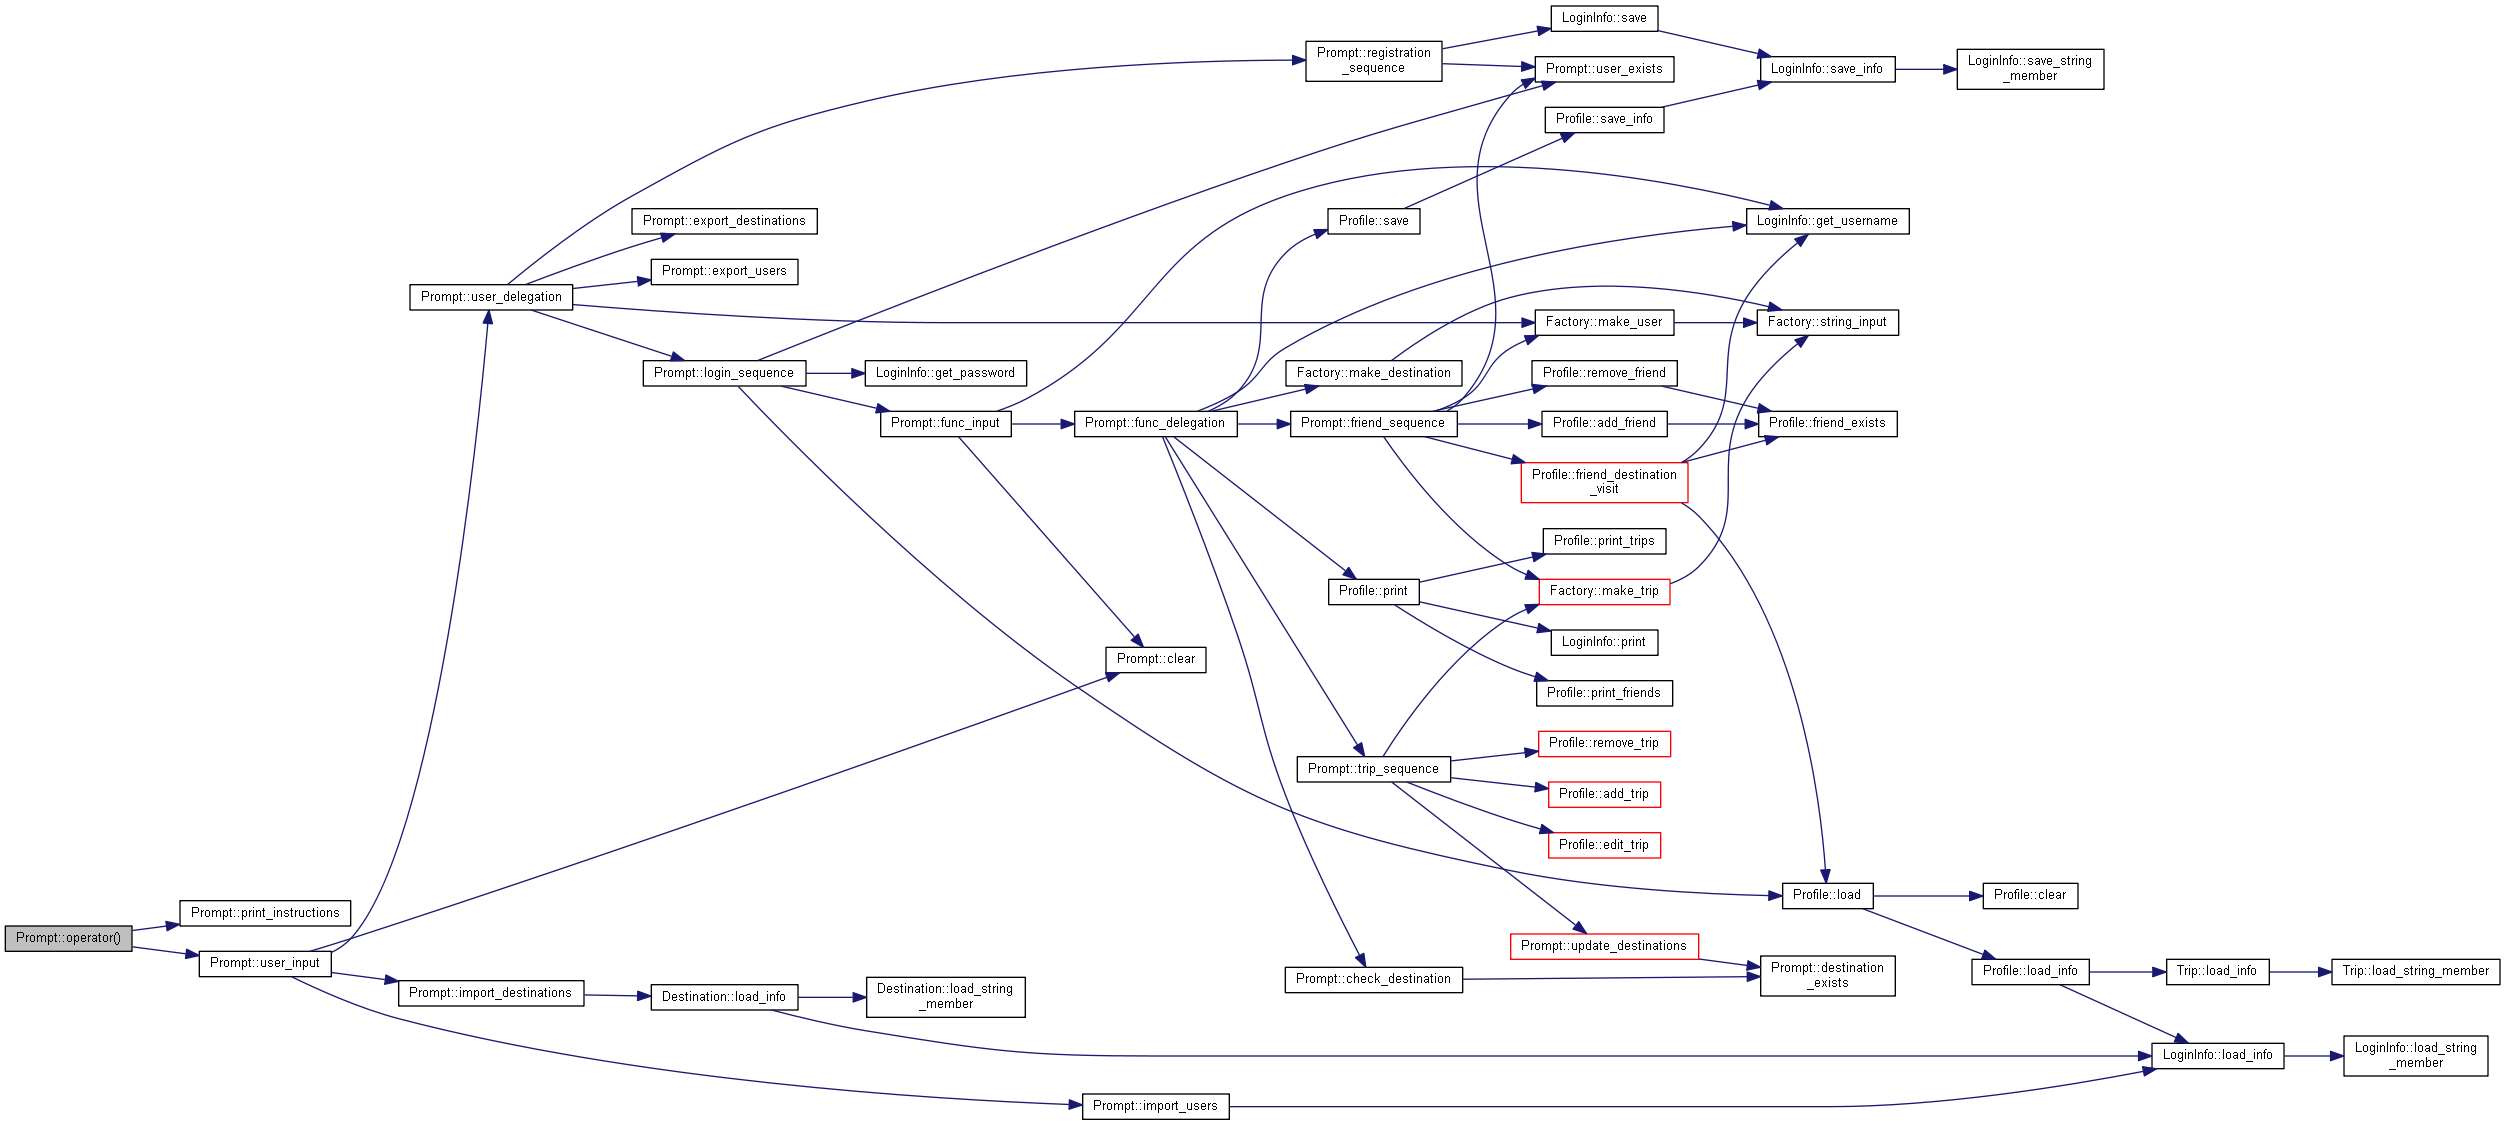 LoginInfo::save
Prompt::registration
_sequence
Prompt::user_exists
LoginInfo::save_info
LoginInfo::save_string
_member
Profile::save_info
Prompt::export_destinations
Profile::save
LoginInfo::get_username
Prompt::export_users
Prompt::user_delegation
Factory::make_user
Factory::string_input
Prompt::login_sequence
LoginInfo::get_password
Factory::make_destination
Profile::remove_friend
Prompt::func_input
Prompt::func_delegation
Prompt::friend_sequence
Profile::add_friend
Profile::friend_exists
Profile::friend_destination
_visit
Profile::print_trips
Profile::print
Factory::make_trip
LoginInfo::print
Prompt::clear
Profile::print_friends
Profile::remove_trip
Prompt::trip_sequence
Profile::add_trip
Profile::edit_trip
Profile::load
Profile::clear
Prompt::print_instructions
Prompt::operator()
Prompt::user_input
Prompt::update_destinations
Prompt::import_destinations
Destination::load_info
Destination::load_string
_member
Prompt::check_destination
Prompt::destination
_exists
Profile::load_info
Trip::load_info
Trip::load_string_member
LoginInfo::load_info
LoginInfo::load_string
_member
Prompt::import_users